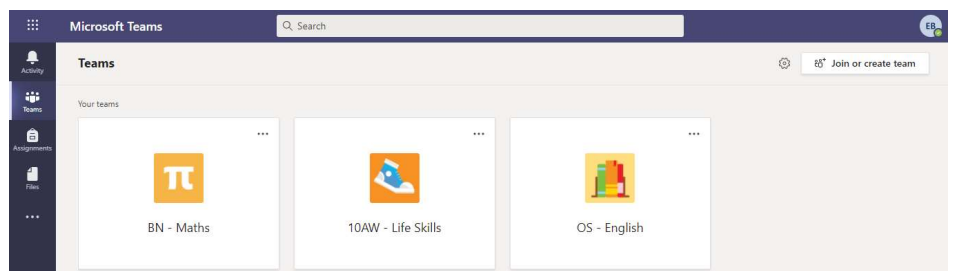 Microsoft Teams
Search
EB
Activity
Teams
Join or create team
Teams
Your teams
Assignments
Files
BN - Maths
10AW - Life Skills
OS - English